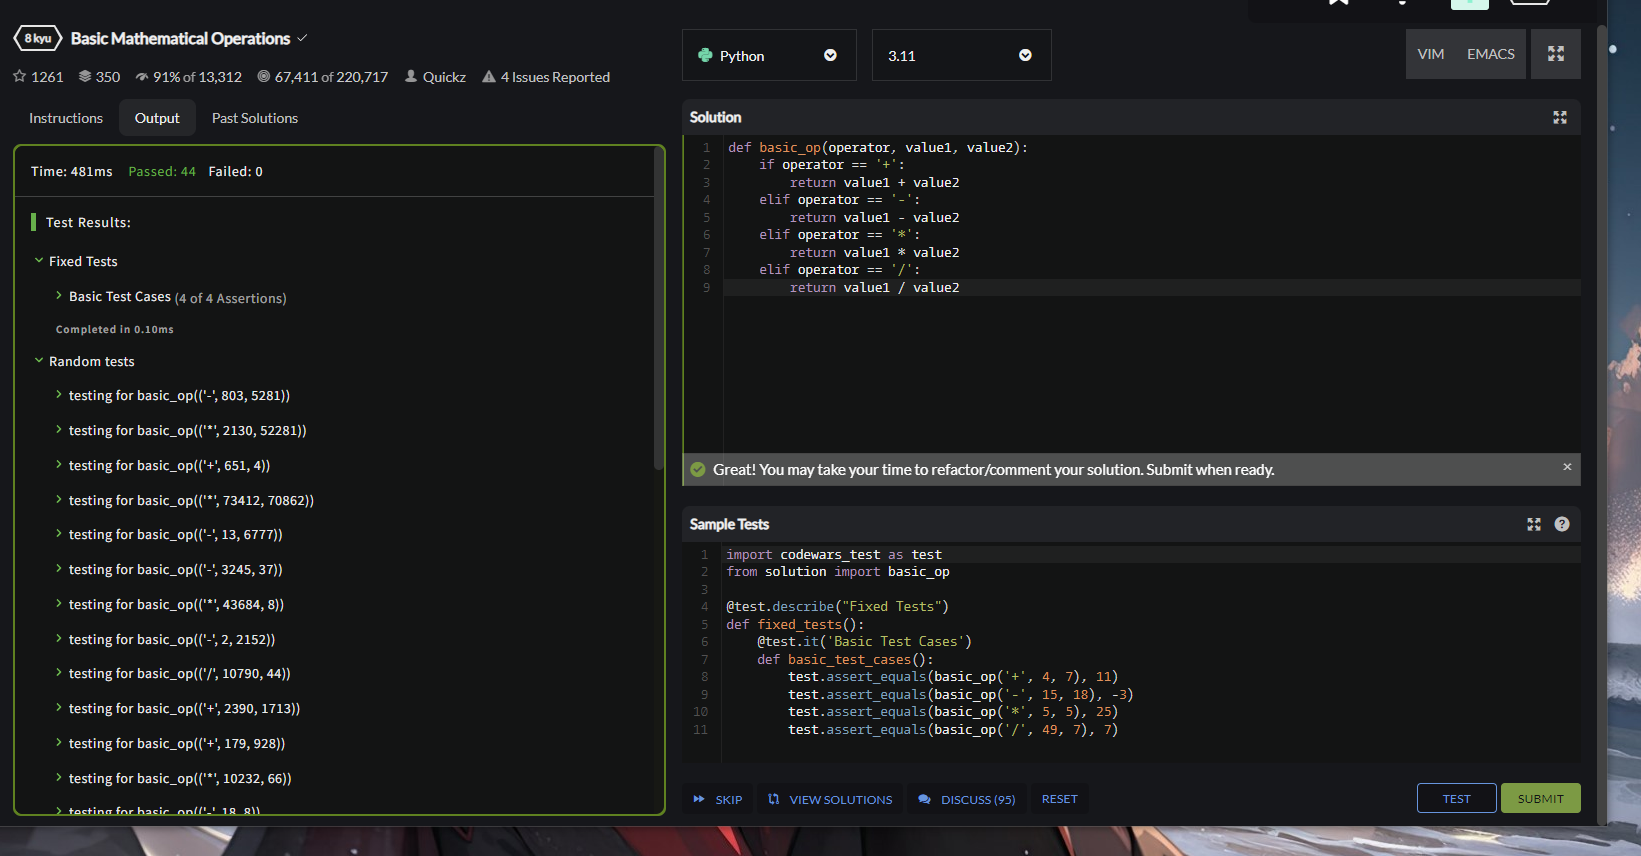 8 kyu Basic Mathematical Operations
1261 350 91% of 13,312 67,411 of 220,717 Quickz 4 Issues Reported
Instructions Output Past Solutions
Time: 481ms Passed: 44 Failed: 0
Test Results:
Fixed Tests
Basic Test Cases (4 of 4 Assertions)
Completed in 0.10ms
Random tests
testing for basic_op(('-', 803, 5281))
testing for basic_op(('*', 2130, 52281))
testing for basic_op(('+', 651, 4))
testing for basic_op(('*', 73412, 70862))
testing for basic_op(('-', 13, 6777))
testing for basic_op(('-', 3245, 37))
testing for basic_op(('*', 43684, 8))
testing for basic_op(('-', 2, 2152))
testing for basic_op(('/', 10790, 44))
testing for basic_op(('+', 2390, 1713))
testing for basic_op(('+', 179, 928))
testing for basic_op(('*', 10232, 66))
testing for basic_op(('-', 18, 8))
Python 3.11 VIM EMACS
Solution
1 def basic_op(operator, value1, value2):
2 if operator == '+':
3 return value1 + value2
4 elif operator == '-':
5 return value1 - value2
6 elif operator == '*':
7 return value1 * value2
8 elif operator == '/':
9 return value1 / value2
Great! You may take your time to refactor/comment your solution. Submit when ready. ×
Sample Tests
1 import codewars_test as test
2 from solution import basic_op
3
4 @test.describe("Fixed Tests")
5 def fixed_tests():
6 @test.it('Basic Test Cases')
7 def basic_test_cases():
8 test.assert_equals(basic_op('+', 4, 7), 11)
9 test.assert_equals(basic_op('-', 15, 18), -3)
10 test.assert_equals(basic_op('*', 5, 5), 25)
11 test.assert_equals(basic_op('/', 49, 7), 7)
SKIP VIEW SOLUTIONS DISCUSS (95) RESET TEST SUBMIT